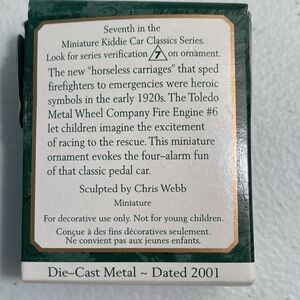 Seventh in the
Miniature Kiddie Car Classics Series.
Look for series verification 7 on ornament.
The new "horseless carriages" that sped
firefighters to emergencies were heroic
symbols in the early 1920s. The Toledo
Metal Wheel Company Fire Engine #6
let children imagine the excitement
of racing to the rescue. This miniature
ornament evokes the four-alarm fun
of that classic pedal car.
Sculpted by Chris Webb
Miniature
For decorative use only. Not for young children.
Conçue à des fins décoratives seulement.
Ne convient pas aux jeunes enfants.
Die-Cast Metal ~ Dated 2001